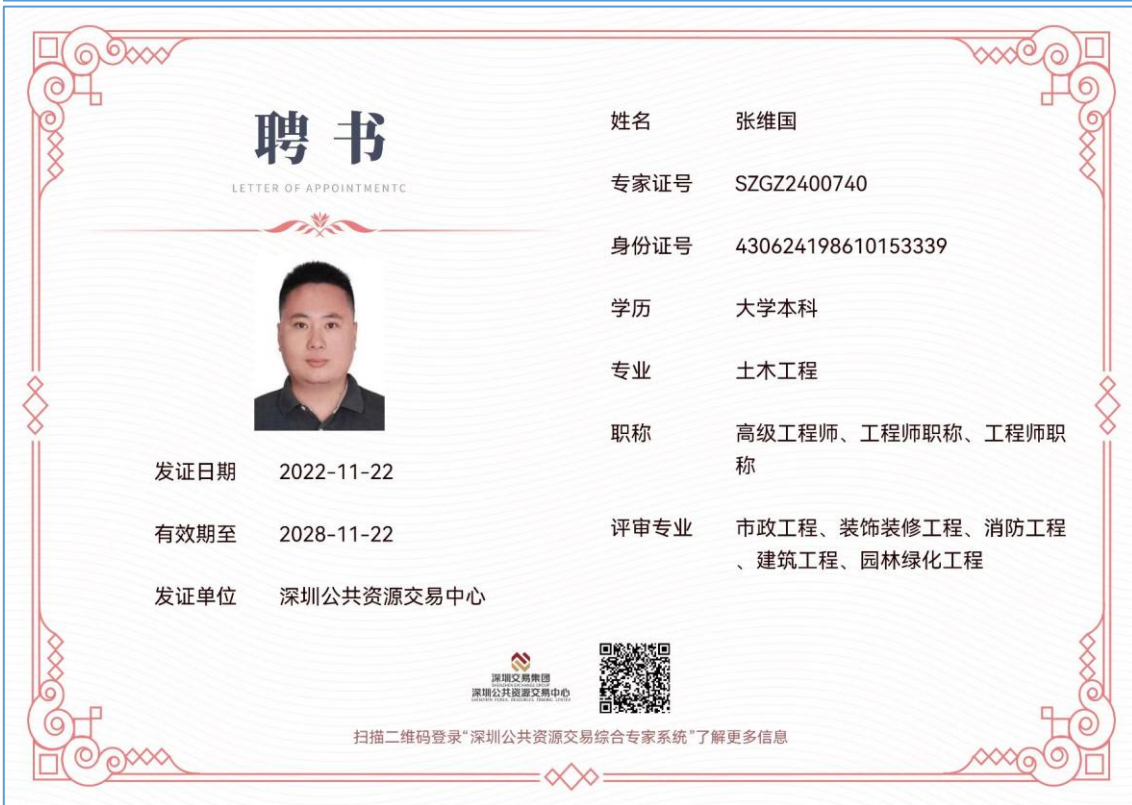 聘书
LETTER OF APPOINTMENTC
发证日期 2022-11-22
有效期至 2028-11-22
发证单位 深圳公共资源交易中心
姓名 张维国
专家证号 SZGZ2400740
身份证号 430624198610153339
学历 大学本科
专业 土木工程
职称 高级工程师、工程师职称、工程师职
称
评审专业 市政工程、装饰装修工程、消防工程
、建筑工程、园林绿化工程
深圳交易集团
深圳公共资源交易中心
扫描二维码登录“深圳公共资源交易综合专家系统”了解更多信息